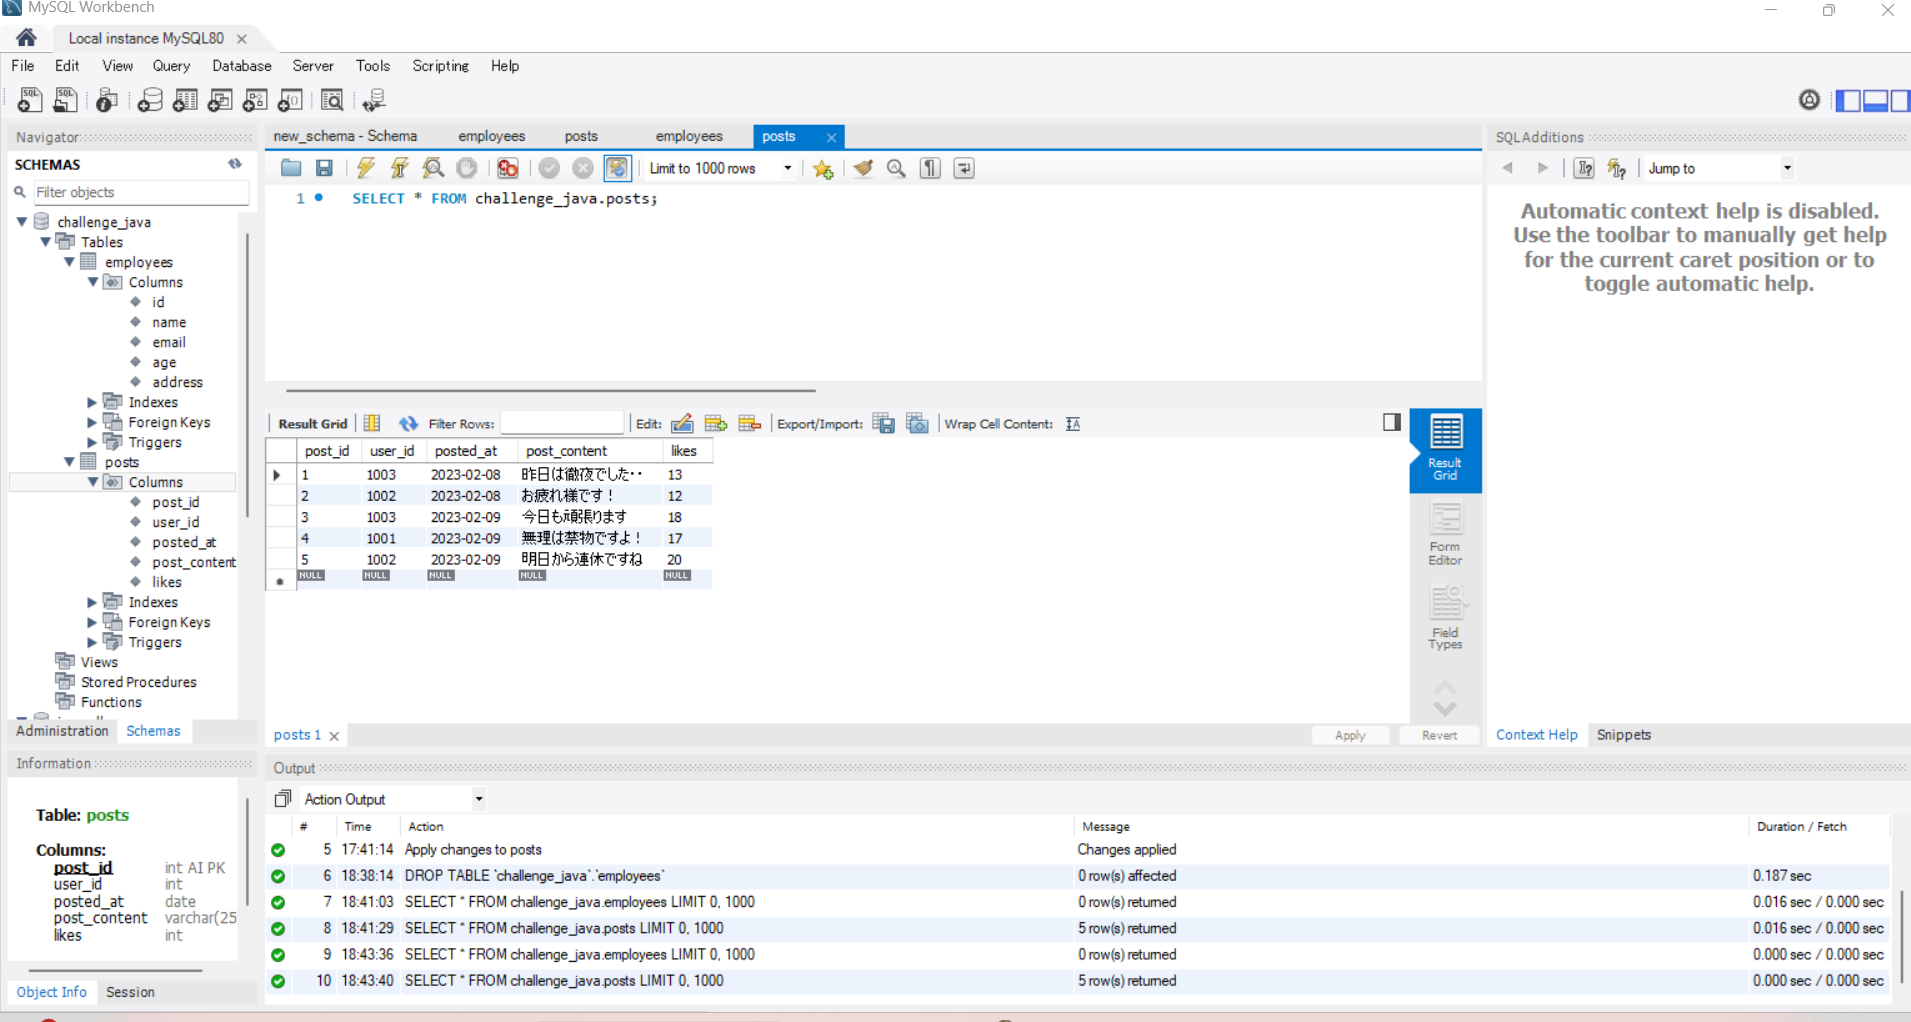 MySQL Workbench
Local instance MySQL80
File Edit View Query Database Server Tools Scripting Help
Navigator
SCHEMAS
Filter objects
challenge_java
Tables
employees
Columns
id
name
email
age
address
Indexes
Foreign Keys
Triggers
posts
Columns
post_id
user_id
posted_at
post_content
likes
Indexes
Foreign Keys
Triggers
Views
Stored Procedures
Functions
Administration Schemas
Information
Table: posts
Columns:
post_id int AI PK
user_id int
posted_at date
post_content varchar(25
likes int
Object Info Session
new_schema - Schema employees posts employees posts
Limit to 1000 rows
1 SELECT * FROM challenge_java.posts;
Result Grid Filter Rows: Edit: Export/Import: Wrap Cell Content:
post_id user_id posted_at post_content likes
1 1003 2023-02-08 昨日は徹夜でした・・ 13
2 1002 2023-02-08 お疲れ様です！ 12
3 1003 2023-02-09 今日も頑張ります 18
4 1001 2023-02-09 無理は禁物ですよ！ 17
5 1002 2023-02-09 明日から連休ですね 20
NULL NULL NULL NULL NULL
Result
Grid
Form
Editor
Field
Types
posts 1
Apply Revert
SQLAdditions
Jump to
Automatic context help is disabled.
Use the toolbar to manually get help
for the current caret position or to
toggle automatic help.
Context Help Snippets
Output
Action Output
# Time Action Message Duration / Fetch
5 17:41:14 Apply changes to posts Changes applied
6 18:38:14 DROP TABLE `challenge_java`.`employees` 0 row(s) affected 0.187 sec
7 18:41:03 SELECT * FROM challenge_java.employees LIMIT 0, 1000 0 row(s) returned 0.016 sec / 0.000 sec
8 18:41:29 SELECT * FROM challenge_java.posts LIMIT 0, 1000 5 row(s) returned 0.016 sec / 0.000 sec
9 18:43:36 SELECT * FROM challenge_java.employees LIMIT 0, 1000 0 row(s) returned 0.000 sec / 0.000 sec
10 18:43:40 SELECT * FROM challenge_java.posts LIMIT 0, 1000 5 row(s) returned 0.000 sec / 0.000 sec